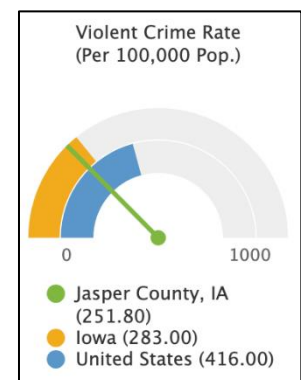 Violent Crime Rate
(Per 100,000 Pop.)
0
1000
Jasper County, IA
(251.80)
Iowa (283.00)
United States (416.00)